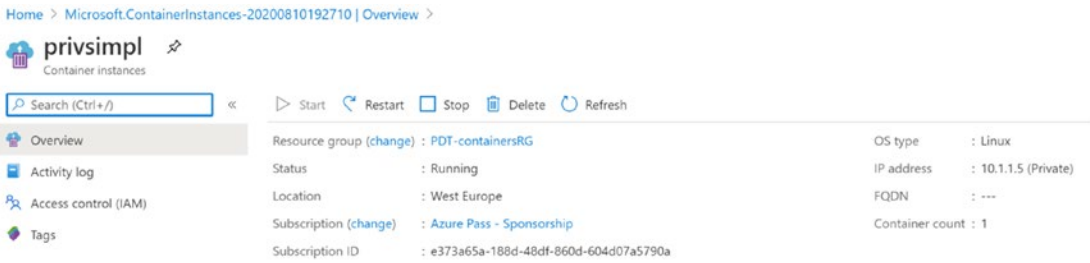 Home > Microsoft.ContainerInstances-20200810192710 | Overview >
privsimpl
Container instances
Search (Ctrl+/) «
Start Restart Stop Delete Refresh
Overview
Activity log
Access control (IAM)
Tags
Resource group (change) : PDT-containersRG
Status : Running
Location : West Europe
Subscription (change) : Azure Pass - Sponsorship
Subscription ID : e373a65a-188d-48df-860d-604d07a5790a
OS type : Linux
IP address : 10.1.1.5 (Private)
FQDN : ---
Container count : 1